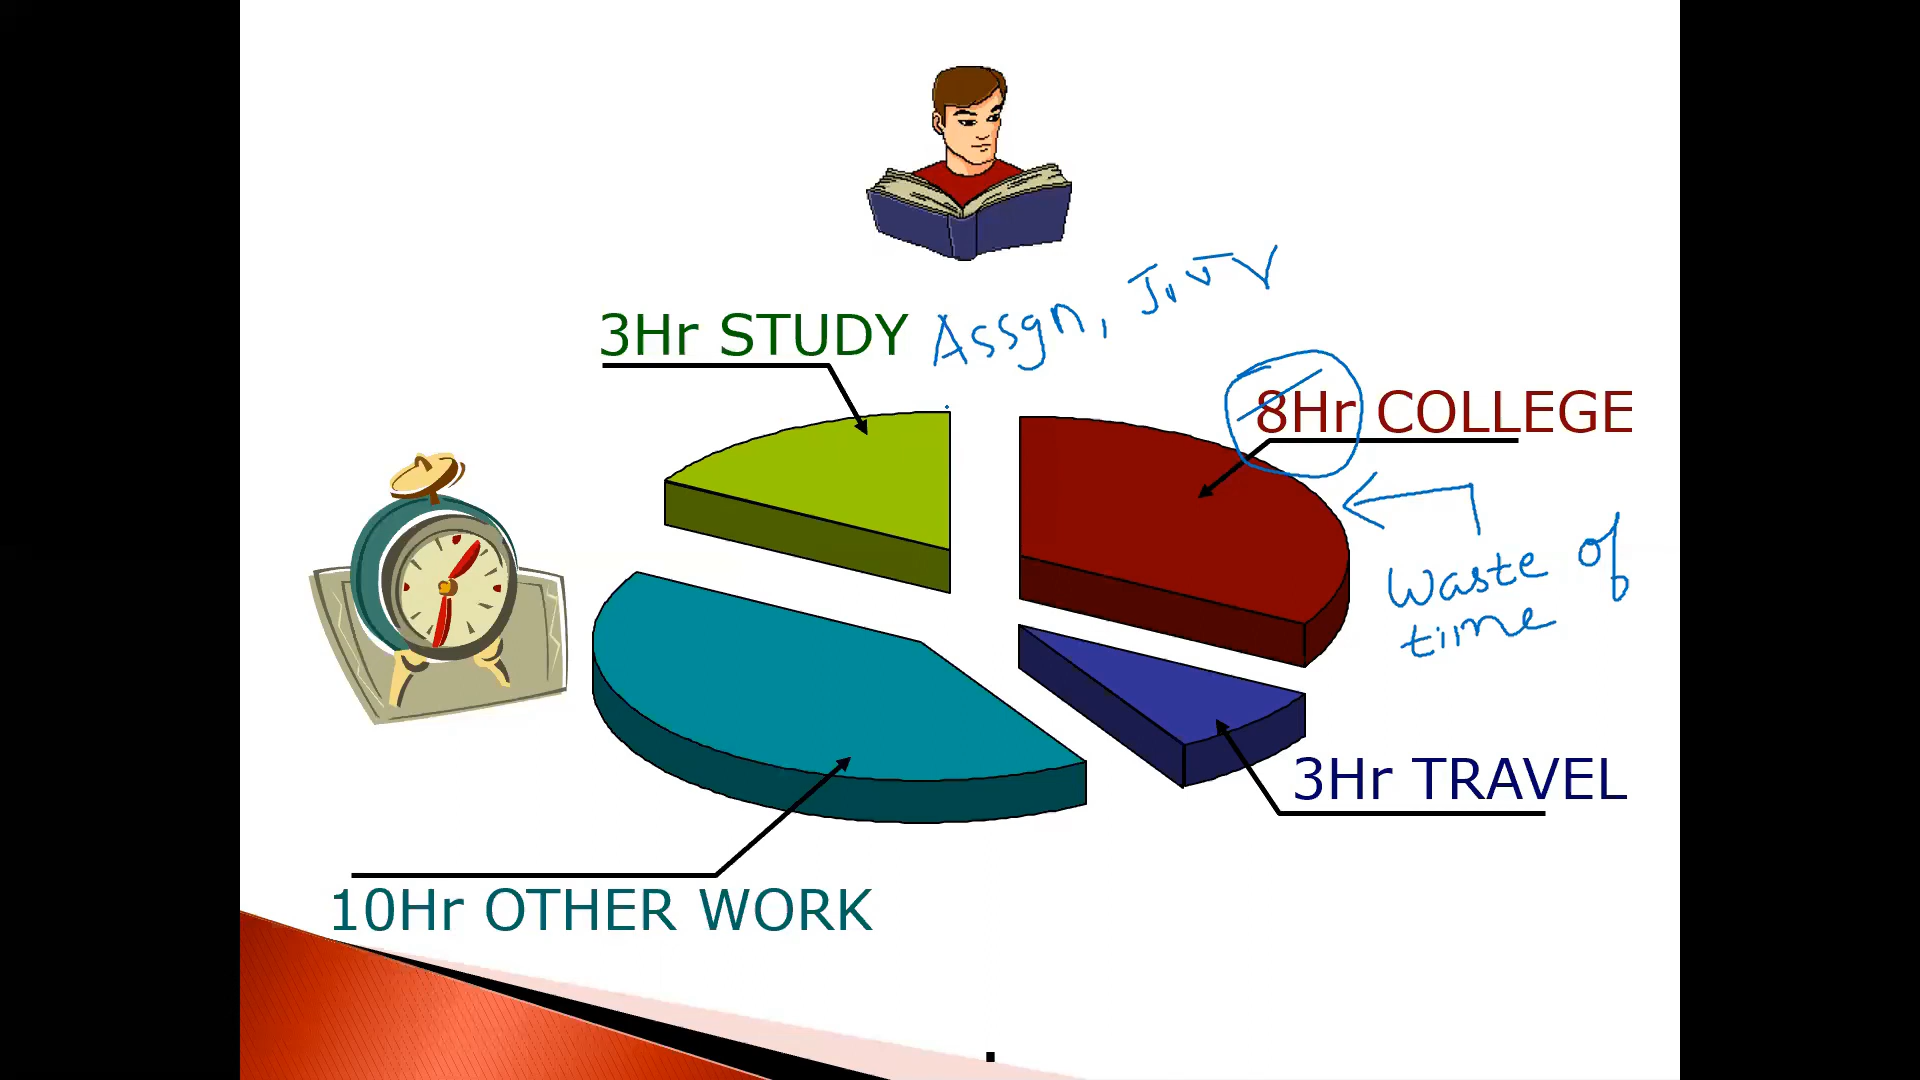 3Hr STUDY Assgn,
8Hr COLLEGE
Waste of
time
3Hr TRAVEL
10Hr OTHER WORK